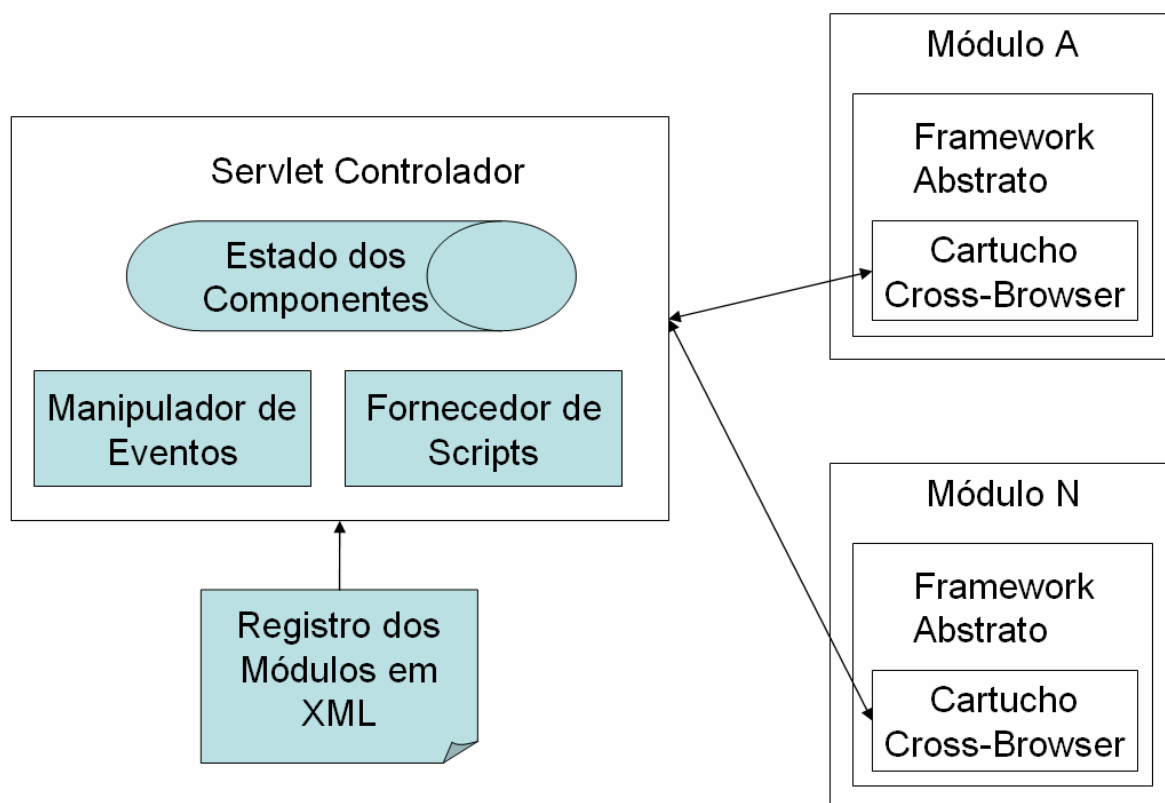 Servlet Controlador
Estado dos
Componentes
Manipulador de
Eventos
Fornecedor de
Scripts
Registro dos
Módulos em
XML
Módulo A
Framework
Abstrato
Cartucho
Cross-Browser
Módulo N
Framework
Abstrato
Cartucho
Cross-Browser